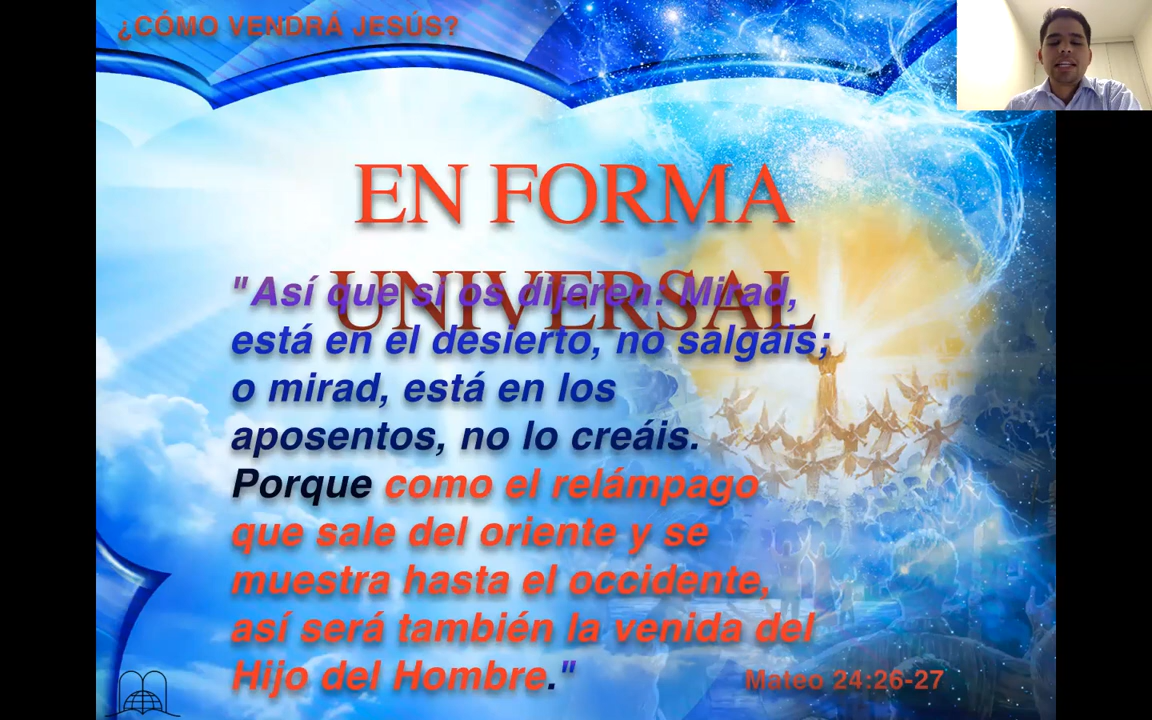 ¿CÓMO VENDRÁ JESÚS?
EN FORMA
UNIVERSAL
"Así que si os dijeren: Mirad,
está en el desierto, no salgáis;
o mirad, está en los
aposentos, no lo creáis.
Porque como el relámpago
que sale del oriente y se
muestra hasta el occidente,
así será también la venida del
Hijo del Hombre."
Mateo 24:26-27